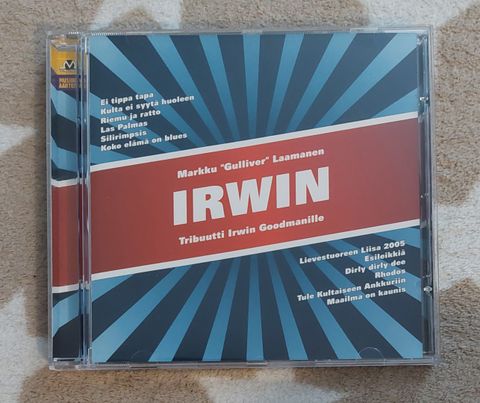 M
Ei tippa tapa
Kulta ei syytä huoleen
Riemu ja ratto
Las Palmas
Silirimpsis
Koko elämä on blues
Markku "Gulliver" Laamanen
IRWIN
Tribuutti Irwin Goodmanille
Lievestuoreen Liisa 2005
Esileikkiä
Dirly dirly dee
Rhodos
Tule Kultaiseen Ankkuriin
Maailma on kaunis